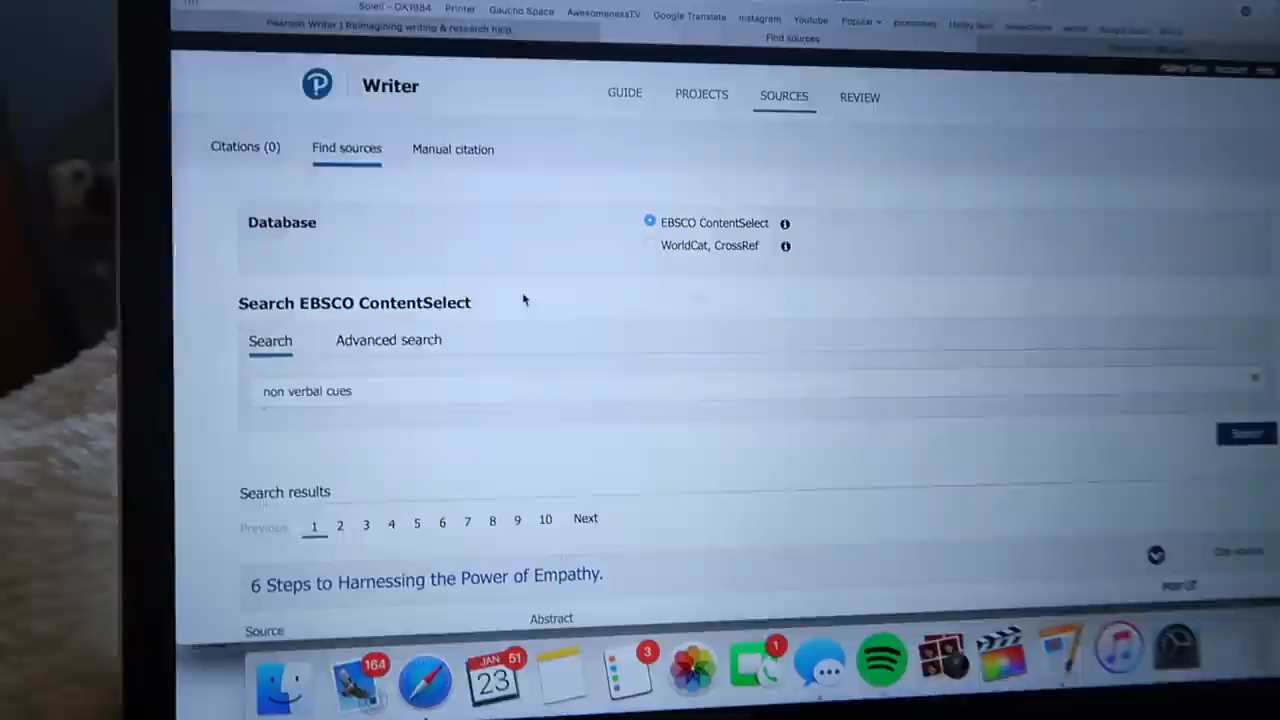 Soleil - OK1984 Printer Gaucho Space AwesomenessTV Google Translate Instagram Youtube Popular
Pearson Writer | Reimagining writing & research help
Find sources
Writer
GUIDE PROJECTS SOURCES REVIEW
Citations (0) Find sources Manual citation
Database
EBSCO ContentSelect
WorldCat, CrossRef
Search EBSCO ContentSelect
Search Advanced search
non verbal cues
Search
Search results
Previous 1 2 3 4 5 6 7 8 9 10 Next
6 Steps to Harnessing the Power of Empathy.
Source Abstract
164
JAN 51
23
3
1